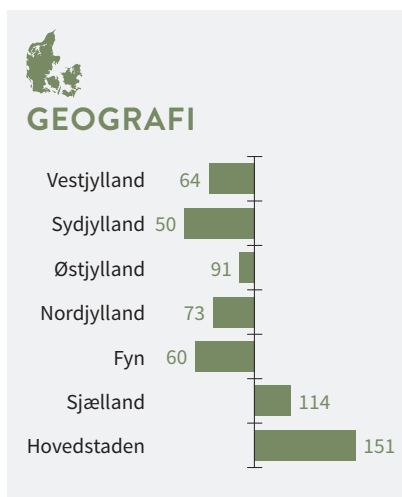 GEOGRAFI
Vestjylland 64
Sydjylland 50
Østjylland 91
Nordjylland 73
Fyn 60
Sjælland 114
Hovedstaden 151